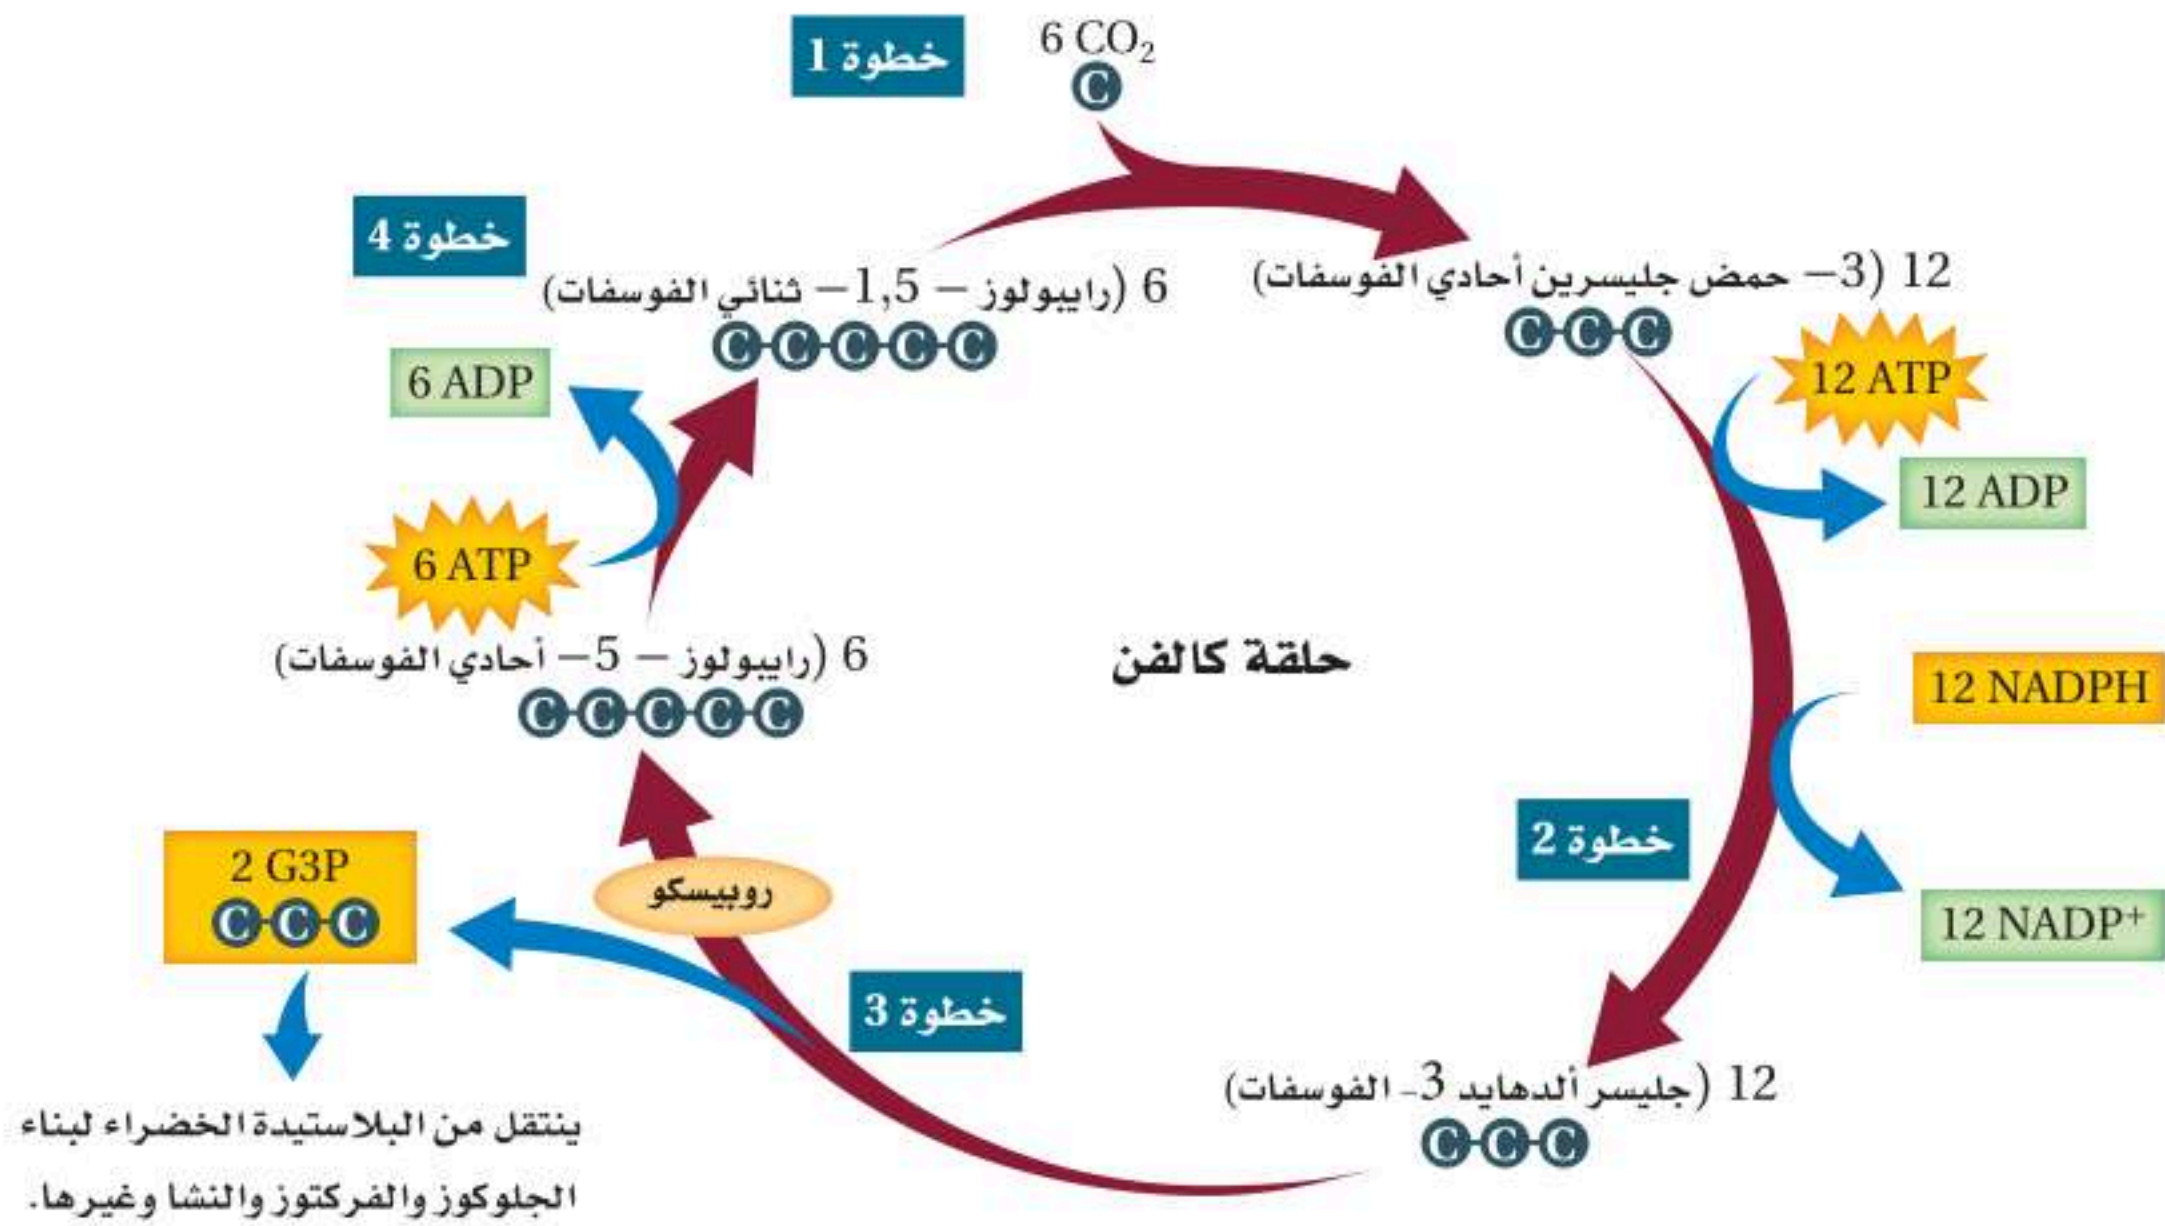 خطوة 1
6 CO₂
C
خطوة 4
6 (رايبولوز – 1,5– ثنائي الفوسفات)
C-C-C-C-C
12 (3– حمض جليسرين أحادي الفوسفات)
C-C-C
12 ATP
12 ADP
6 ADP
6 ATP
6 (رايبولوز – 5– أحادي الفوسفات)
C-C-C-C-C
حلقة كالفن
12 NADPH
خطوة 2
12 NADP⁺
روبيسكو
2 G3P
C-C-C
خطوة 3
12 (جليسر ألدهايد 3- الفوسفات)
C-C-C
ينتقل من البلاستيدة الخضراء لبناء
الجلوكوز والفركتوز والنشا وغيرها.